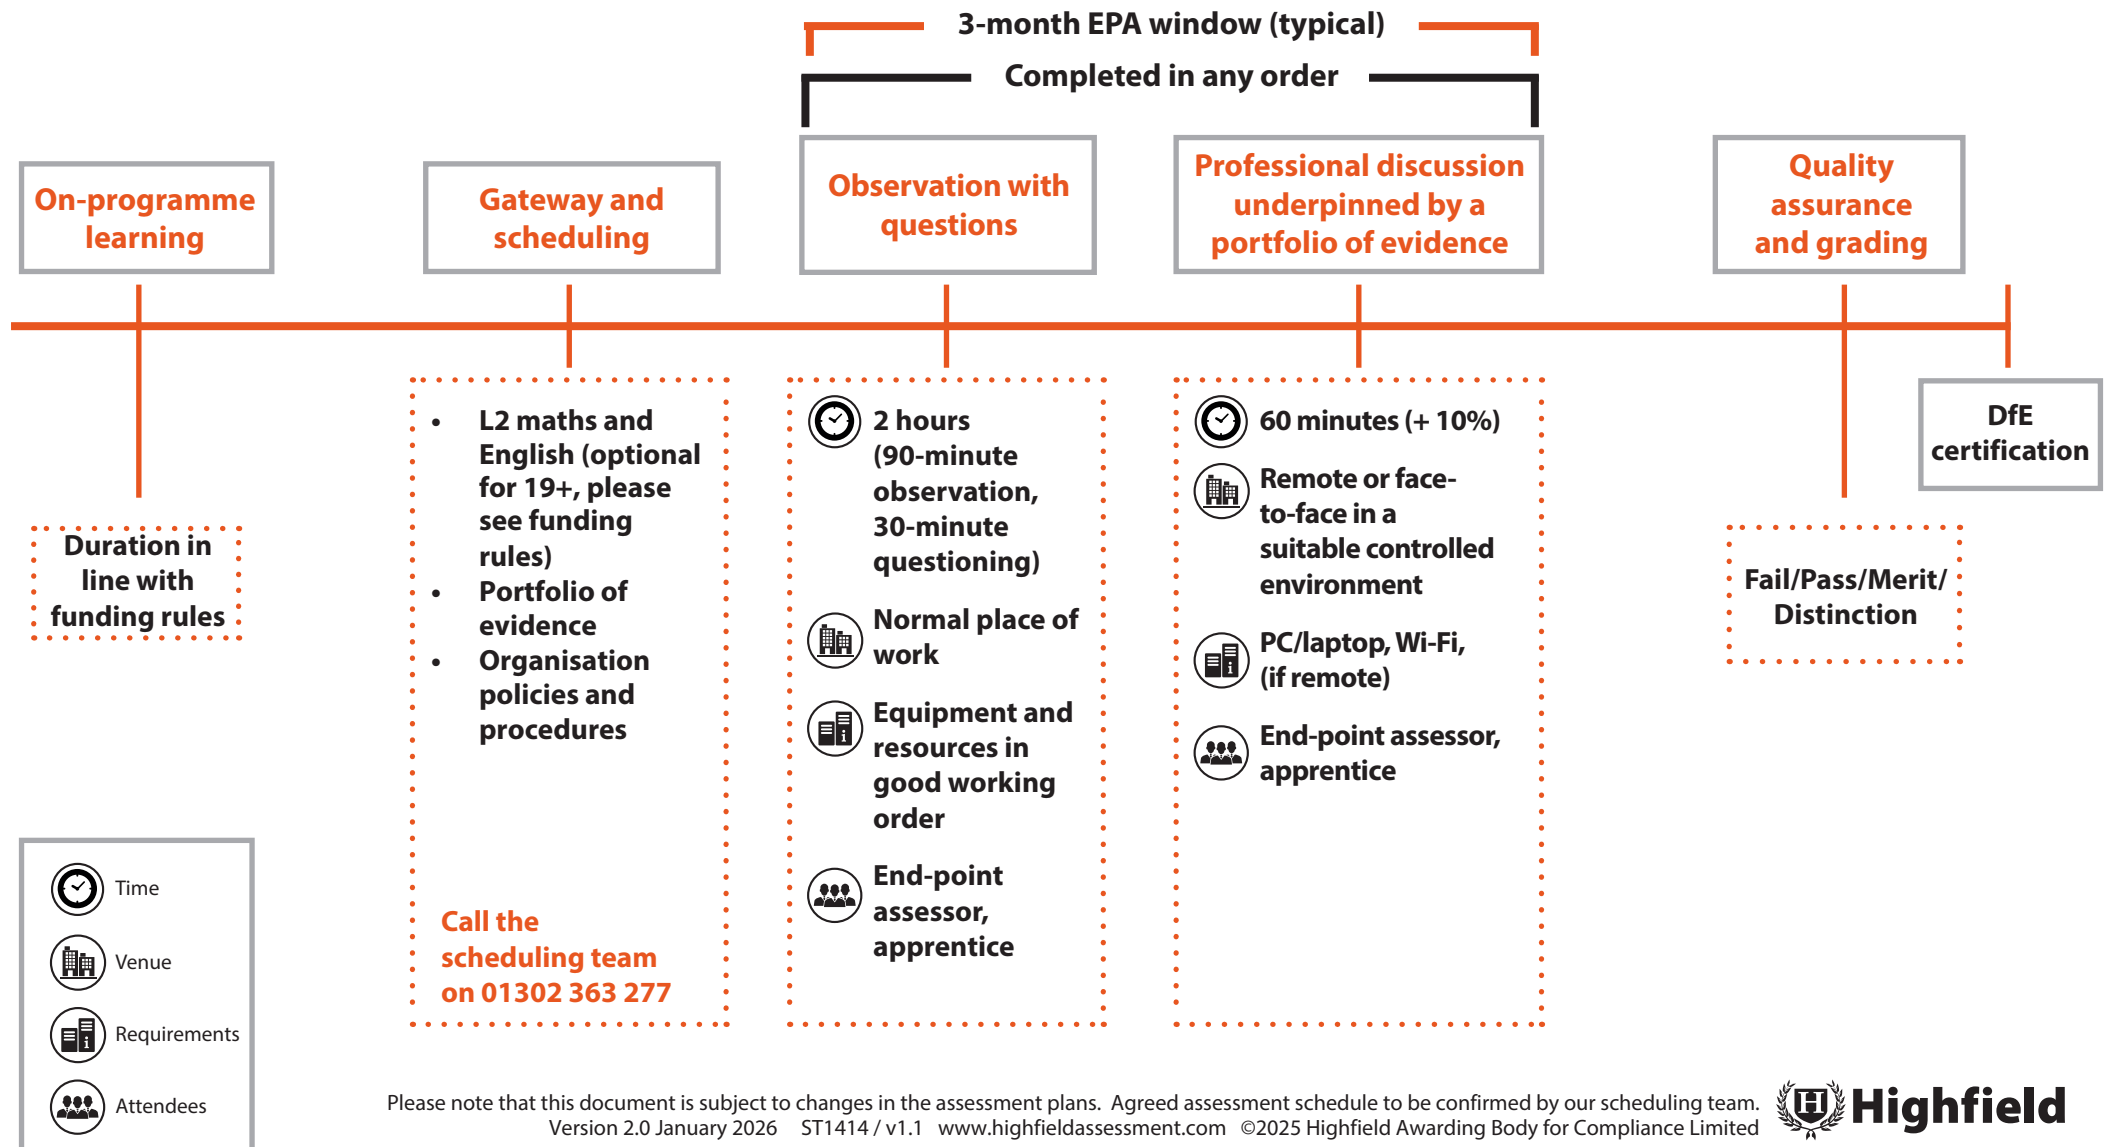 3-month EPA window (typical)
Completed in any order
On-programme
learning
Gateway and
scheduling
Observation with
questions
Professional discussion
underpinned by a
portfolio of evidence
Quality
assurance
and grading
Duration in
line with
funding rules
• L2 maths and
English (optional
for 19+, please
see funding
rules)
• Portfolio of
evidence
• Organisation
policies and
procedures
Call the
scheduling team
on 01302 363 277
2 hours
(90-minute
observation,
30-minute
questioning)
Normal place of
work
Equipment and
resources in
good working
order
End-point
assessor,
apprentice
60 minutes (+ 10%)
Remote or face-
to-face in a
suitable controlled
environment
PC/laptop, Wi-Fi,
(if remote)
End-point assessor,
apprentice
Fail/Pass/Merit/
Distinction
DfE
certification
Time
Venue
Requirements
Attendees
Please note that this document is subject to changes in the assessment plans. Agreed assessment schedule to be confirmed by our scheduling team.
Version 2.0 January 2026 ST1414 / v1.1 www.highfieldassessment.com ©2025 Highfield Awarding Body for Compliance Limited
H Highfield